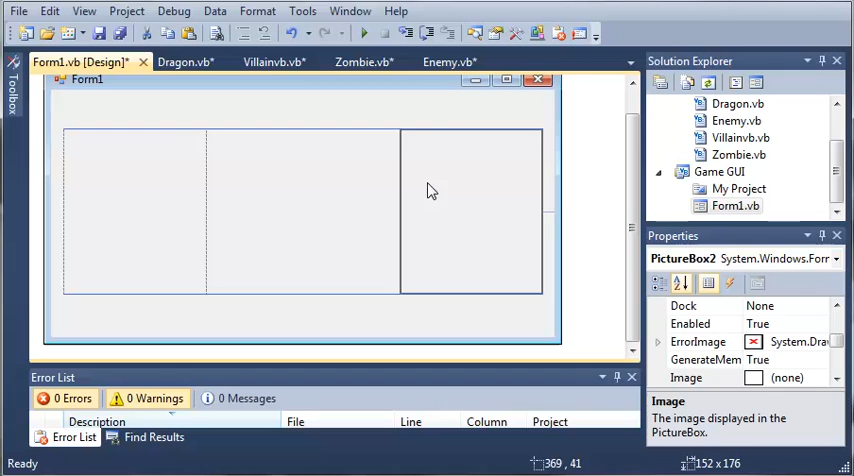 File Edit View Project Debug Data Format Tools Window Help
Form1.vb [Design]* Dragon.vb* Villainvb.vb* Zombie.vb* Enemy.vb*
Toolbox
Form1
Solution Explorer
Dragon.vb
Enemy.vb
Villainvb.vb
Zombie.vb
Game GUI
My Project
Form1.vb
Properties
PictureBox2 System.Windows.Forr
Dock None
Enabled True
ErrorImage System.Dra
GenerateMem True
Image (none)
Image
The image displayed in the
PictureBox.
Error List
0 Errors 0 Warnings 0 Messages
Description File Line Column Project
Error List Find Results
Ready 369 , 41 152 x 176